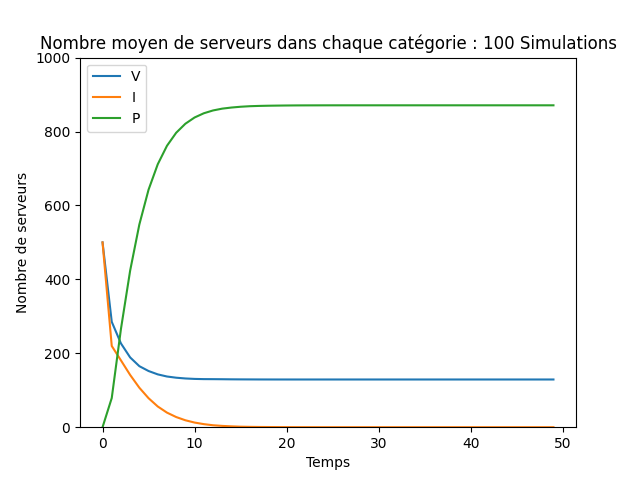 Nombre moyen de serveurs dans chaque catégorie : 100 Simulations
1000
800
600
400
200
0
V
I
P
Nombre de serveurs
0
10
20
30
40
50
Temps